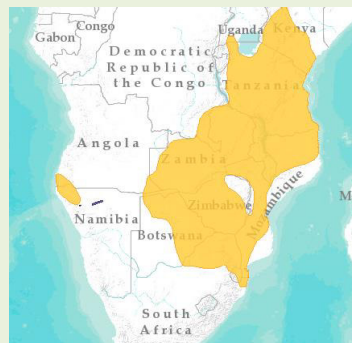 Congo
Gabon
Uganda
Kenya
Democratic
Republic of
the Congo
Tanzania
Angola
Zambia
Mozambique
Zimbabwe
Namibia
Botswana
South
Africa
M